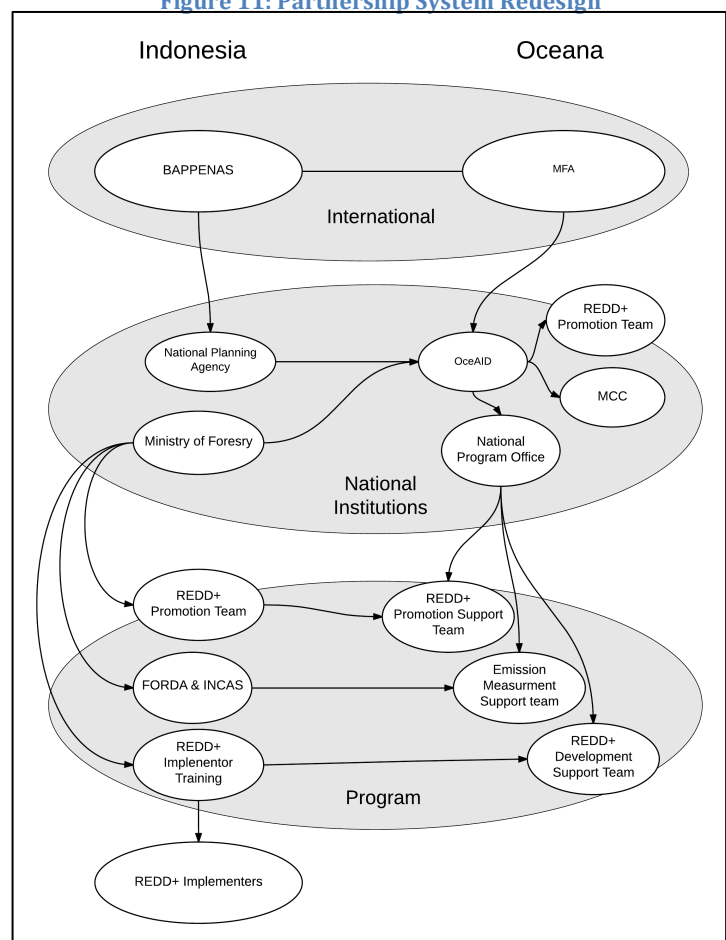 Figure 11: Partnership System Redesign
Indonesia
Oceana
BAPPENAS
MFA
International
REDD+
Promotion Team
National Planning
Agency
OceAID
MCC
Ministry of Foresry
National
Program Office
National
Institutions
REDD+
Promotion Team
REDD+
Promotion Support
Team
FORDA & INCAS
Emission
Measurment
Support team
REDD+
Implenentor
Training
REDD+
Development
Support Team
Program
REDD+ Implementers